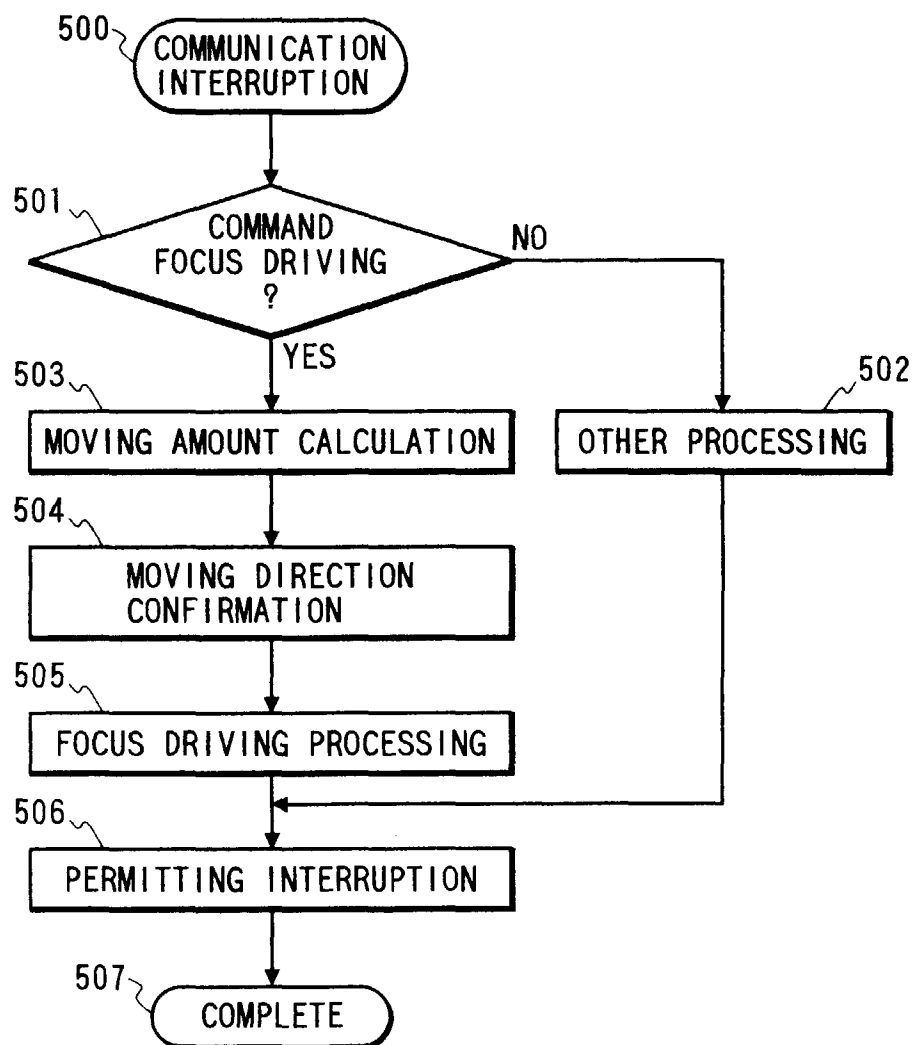 500
COMMUNICATION
INTERRUPTION
501
COMMAND
FOCUS DRIVING
?
NO
YES
503
MOVING AMOUNT CALCULATION
502
OTHER PROCESSING
504
MOVING DIRECTION
CONFIRMATION
505
FOCUS DRIVING PROCESSING
506
PERMITTING INTERRUPTION
507
COMPLETE